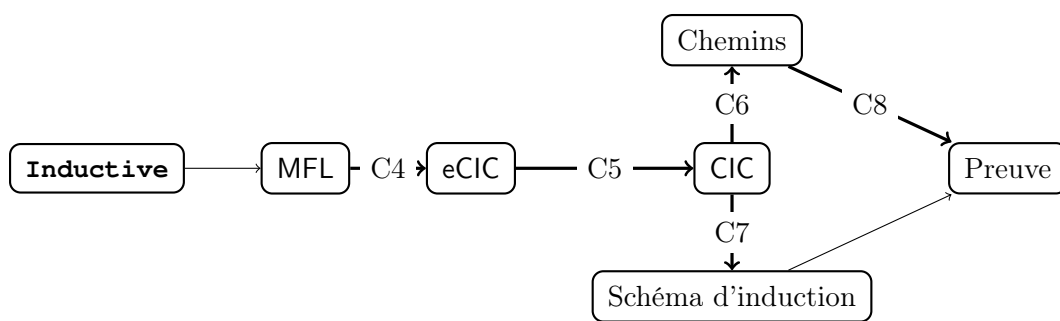 Chemins
C6
C8
Inductive
MFL
C4
eCIC
C5
CIC
Preuve
C7
Schéma d'induction